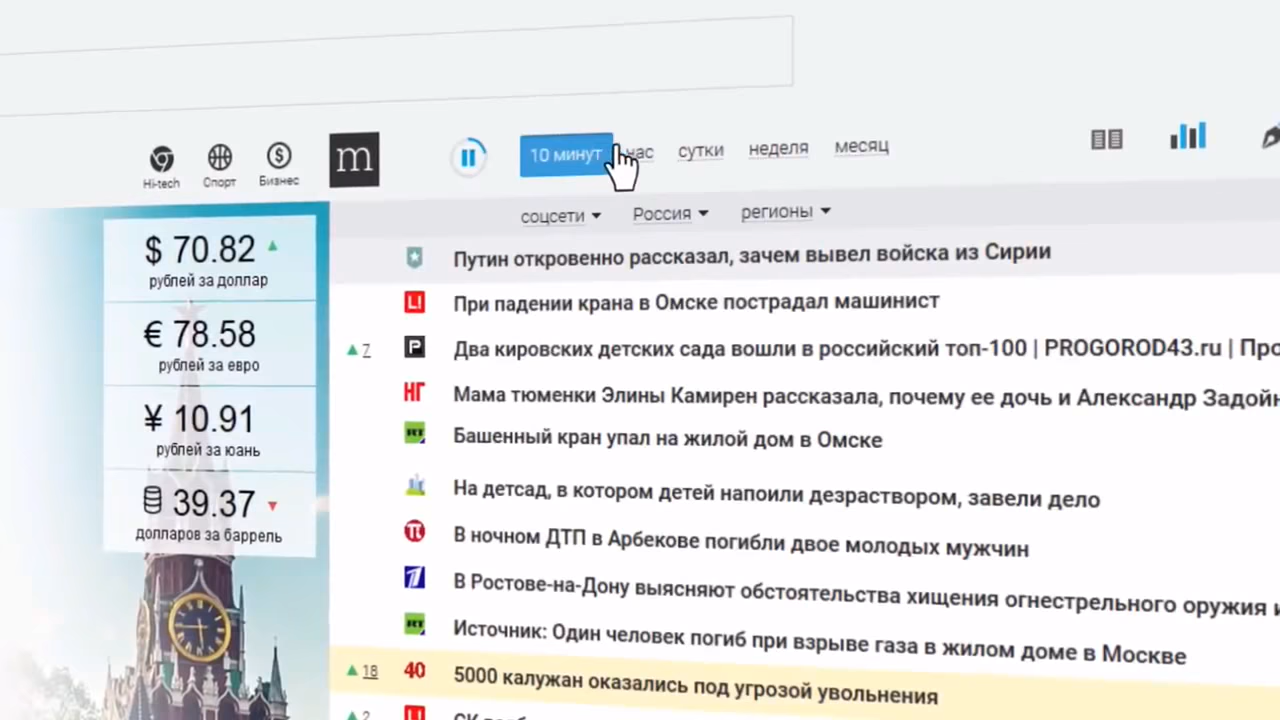 Hi-tech
Спорт
Бизнес
m
10 минут
час
сутки
неделя
месяц
соцсети
Россия
регионы
$ 70.82
рублей за доллар
€ 78.58
рублей за евро
¥ 10.91
рублей за юань
39.37
долларов за баррель
Путин откровенно рассказал, зачем вывел войска из Сирии
LI При падении крана в Омске пострадал машинист
7 P Два кировских детских сада вошли в российский топ-100 | PROGOROD43.ru | Про
НГ Мама тюменки Элины Камирен рассказала, почему ее дочь и Александр Задойн
RT Башенный кран упал на жилой дом в Омске
На детсад, в котором детей напоили дезраствором, завели дело
π В ночном ДТП в Арбекове погибли двое молодых мужчин
1 В Ростове-на-Дону выясняют обстоятельства хищения огнестрельного оружия и
RT Источник: Один человек погиб при взрыве газа в жилом доме в Москве
18 40 5000 калужан оказались под угрозой увольнения
2 LI